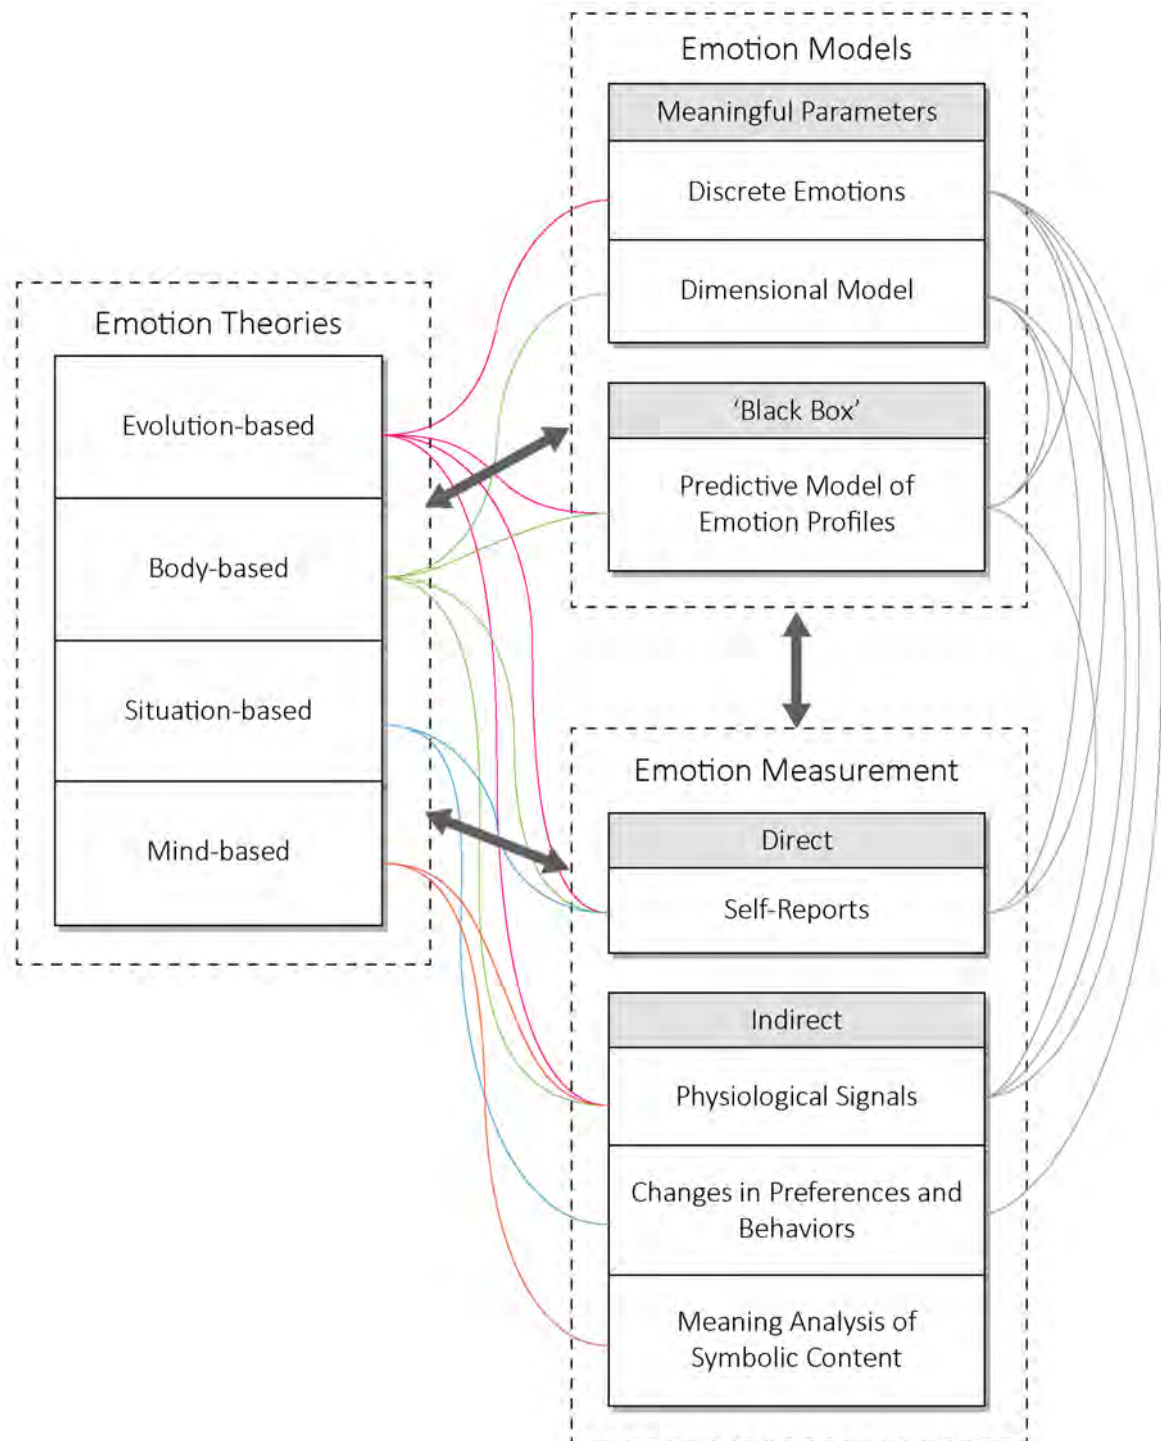 Emotion Models
Meaningful Parameters
Discrete Emotions
Dimensional Model
'Black Box'
Predictive Model of
Emotion Profiles
Emotion Theories
Evolution-based
Body-based
Situation-based
Mind-based
Emotion Measurement
Direct
Self-Reports
Indirect
Physiological Signals
Changes in Preferences and
Behaviors
Meaning Analysis of
Symbolic Content